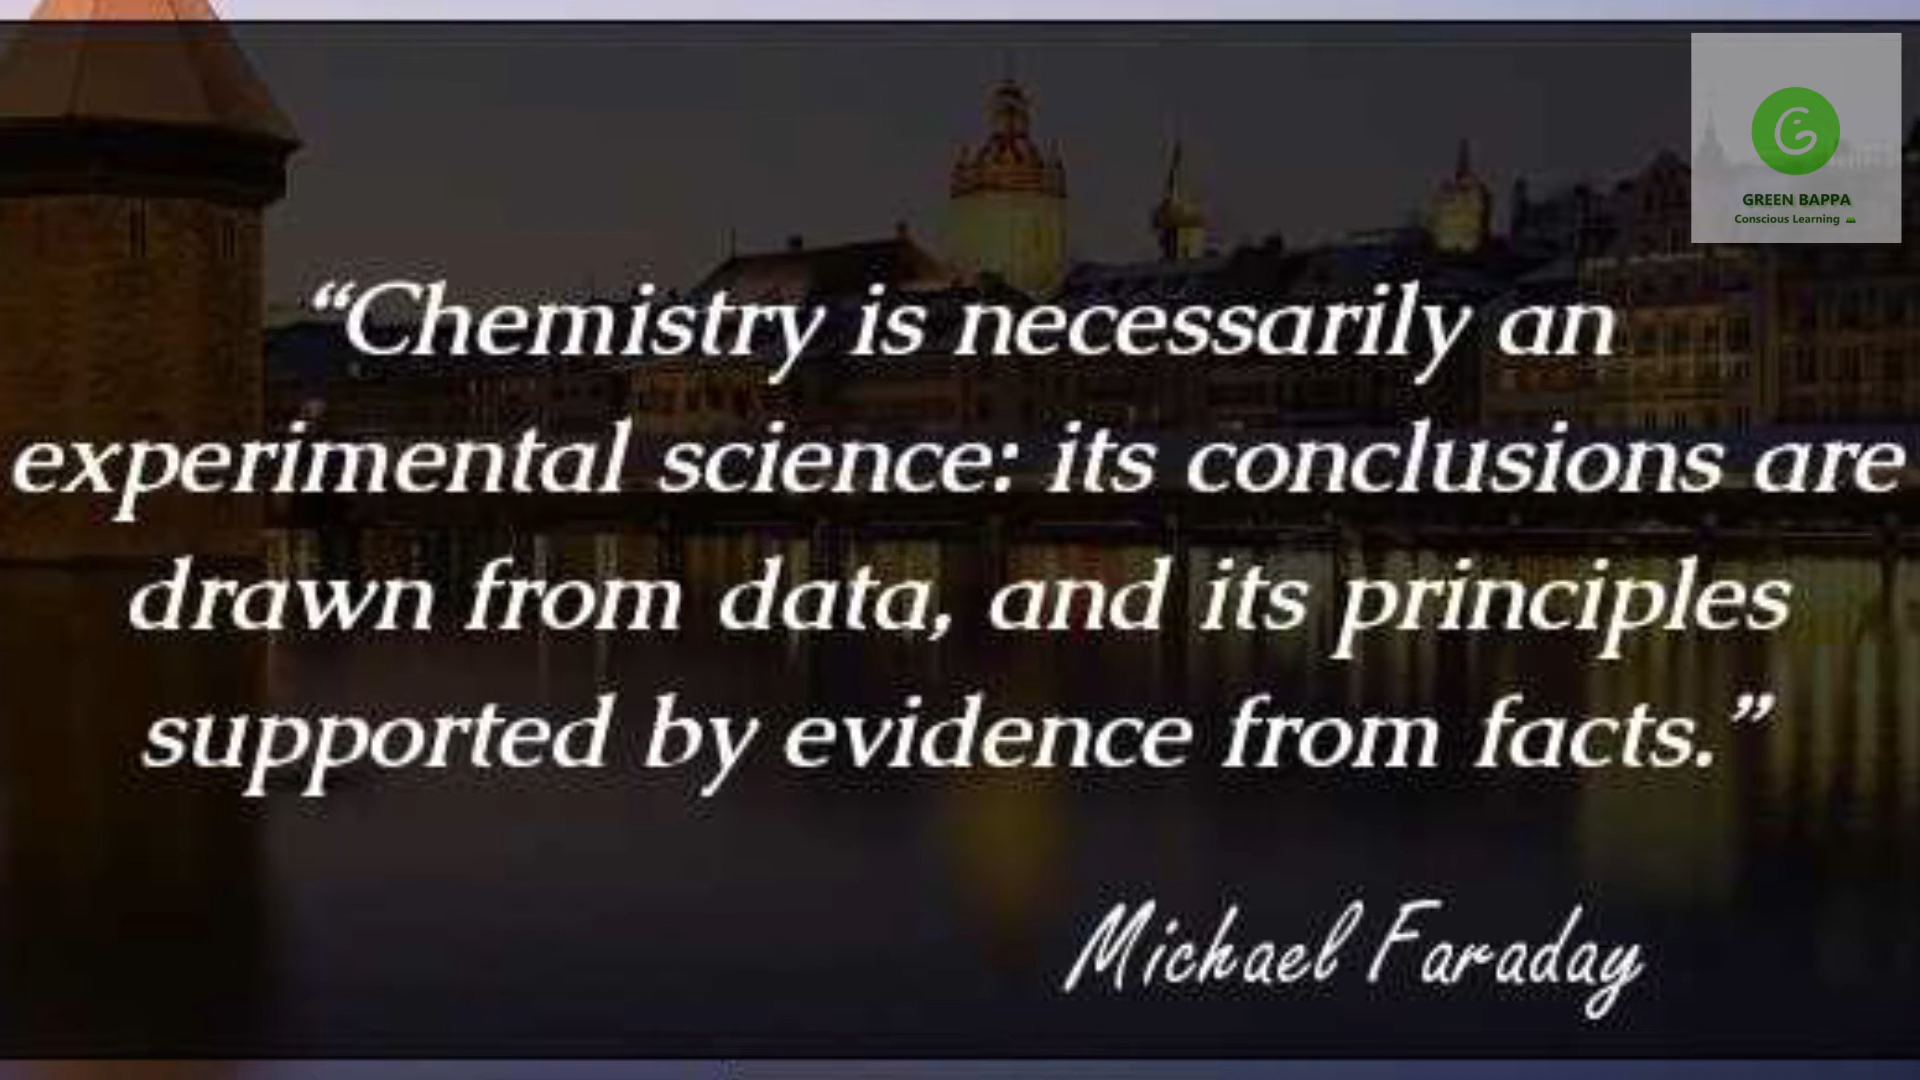 GREEN BAPPA
Conscious Learning
“Chemistry is necessarily an
experimental science: its conclusions are
drawn from data, and its principles
supported by evidence from facts.”
Michael Faraday